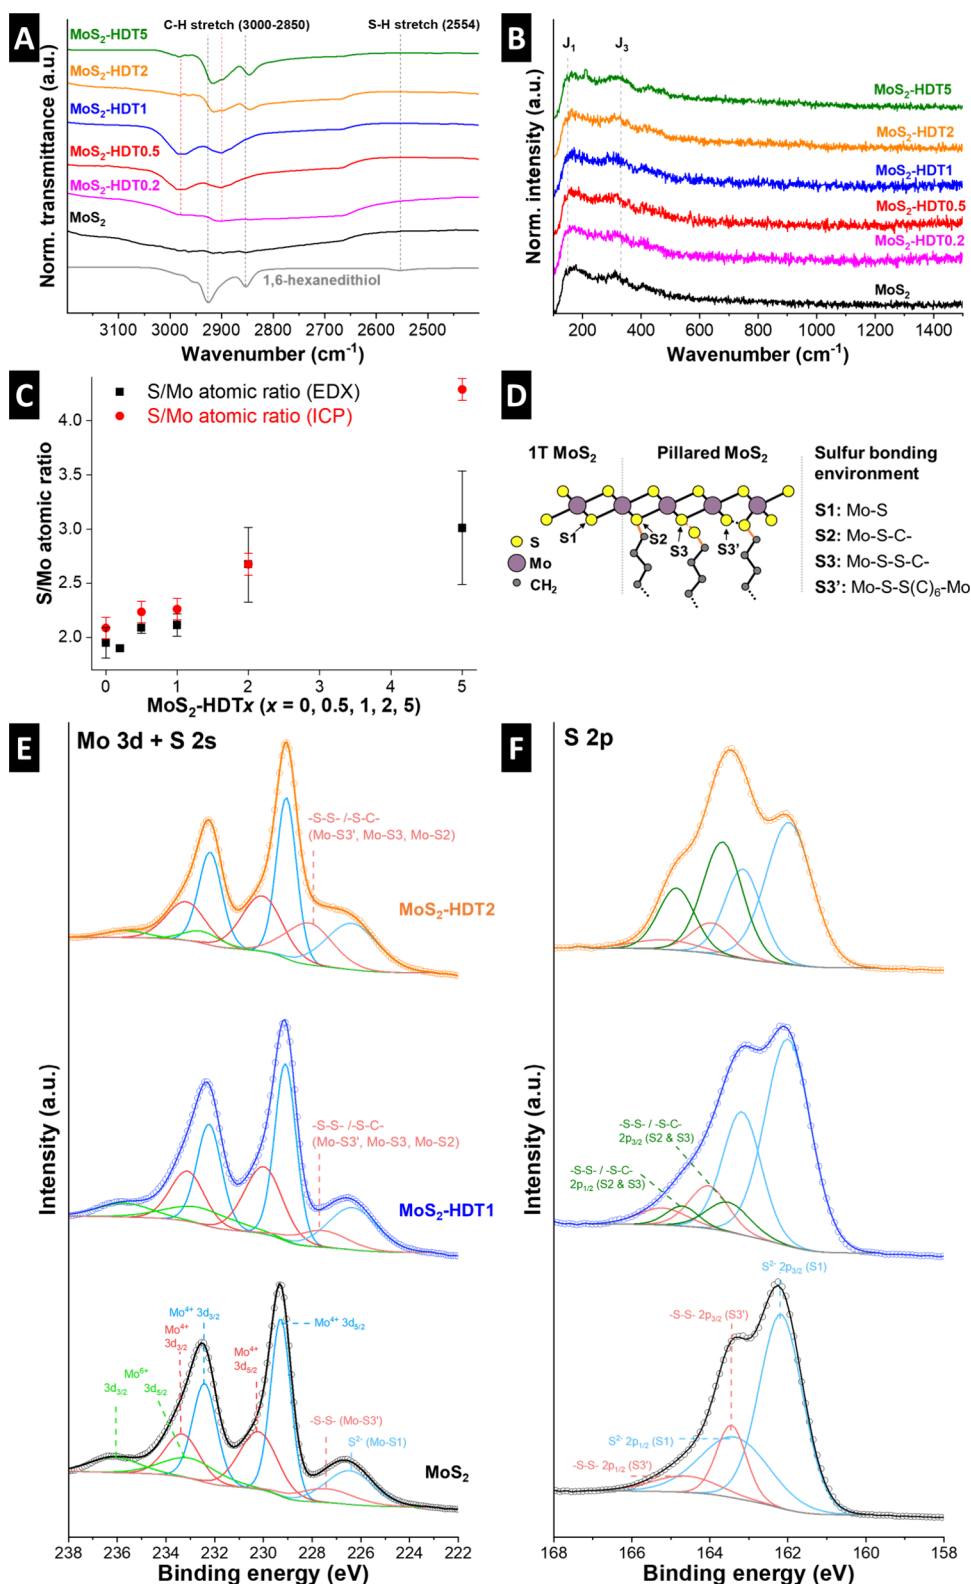 A
C-H stretch (3000-2850)
S-H stretch (2554)
MoS2-HDT5
MoS2-HDT2
MoS2-HDT1
MoS2-HDT0.5
MoS2-HDT0.2
MoS2
1,6-hexanedithiol
Norm. transmittance (a.u.)
3100 3000 2900 2800 2700 2600 2500
Wavenumber (cm-1)
B
J1
J3
MoS2-HDT5
MoS2-HDT2
MoS2-HDT1
MoS2-HDT0.5
MoS2-HDT0.2
MoS2
Norm. intensity (a.u.)
200 400 600 800 1000 1200 1400
Wavenumber (cm-1)
C
S/Mo atomic ratio (EDX)
S/Mo atomic ratio (ICP)
S/Mo atomic ratio
4.0
3.5
3.0
2.5
2.0
0 1 2 3 4 5
MoS2-HDTx (x = 0, 0.5, 1, 2, 5)
D
1T MoS2
Pillared MoS2
S1
S2
S3
S3'
S
Mo
CH2
Sulfur bonding
environment
S1: Mo-S
S2: Mo-S-C-
S3: Mo-S-S-C-
S3': Mo-S-S(C)6-Mo
E
Mo 3d + S 2s
-S-S- /-S-C-
(Mo-S3', Mo-S3, Mo-S2)
MoS2-HDT2
-S-S- /-S-C-
(Mo-S3', Mo-S3, Mo-S2)
MoS2-HDT1
Mo4+ 3d3/2
Mo4+
3d3/2
Mo6+
3d3/2
3d5/2
Mo4+ 3d5/2
Mo4+
3d5/2
-S-S- (Mo-S3')
S2- (Mo-S1)
MoS2
Intensity (a.u.)
238 236 234 232 230 228 226 224 222
Binding energy (eV)
F
S 2p
-S-S- / -S-C-
2p3/2 (S2 & S3)
-S-S- / -S-C-
2p1/2 (S2 & S3)
S2- 2p3/2 (S1)
-S-S- 2p3/2 (S3')
S2- 2p1/2 (S1)
-S-S- 2p1/2 (S3')
Intensity (a.u.)
168 166 164 162 160 158
Binding energy (eV)